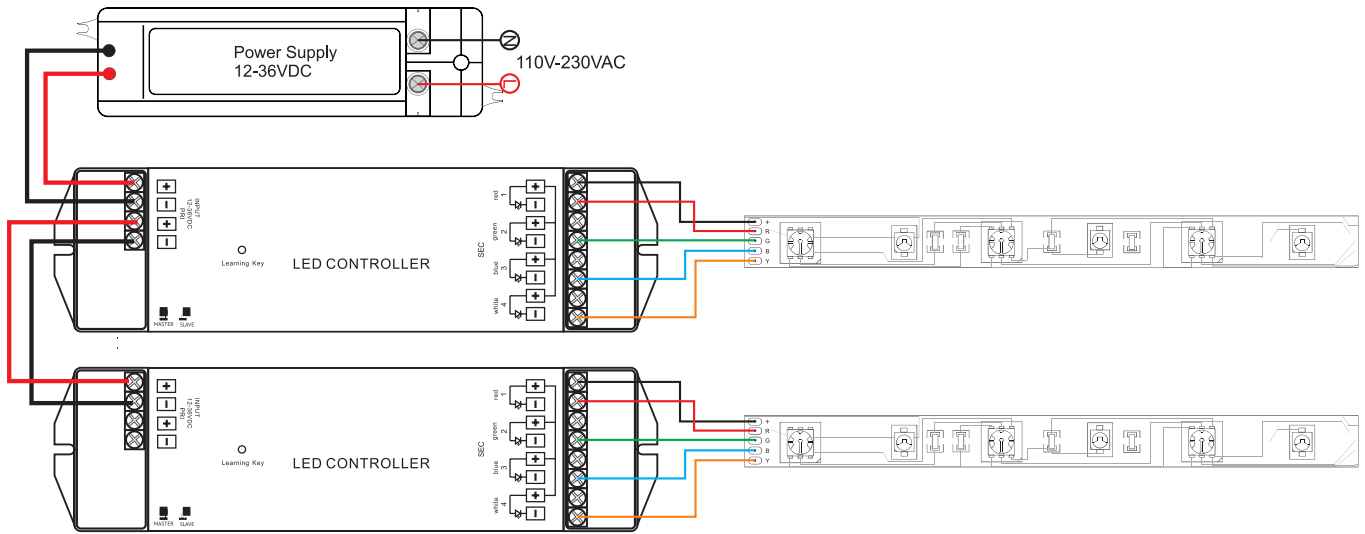 Power Supply
12-36VDC
N
110V-230VAC
L
+
−
+
−
INPUT
12-36VDC
PRI
Learning Key
LED CONTROLLER
MASTER SLAVE
SEC
red
1
+
−
green
2
+
−
blue
3
+
−
white
4
+
−
+
R
G
B
Y
+
−
+
−
INPUT
12-36VDC
PRI
Learning Key
LED CONTROLLER
MASTER SLAVE
SEC
red
1
+
−
green
2
+
−
blue
3
+
−
white
4
+
−
+
R
G
B
Y